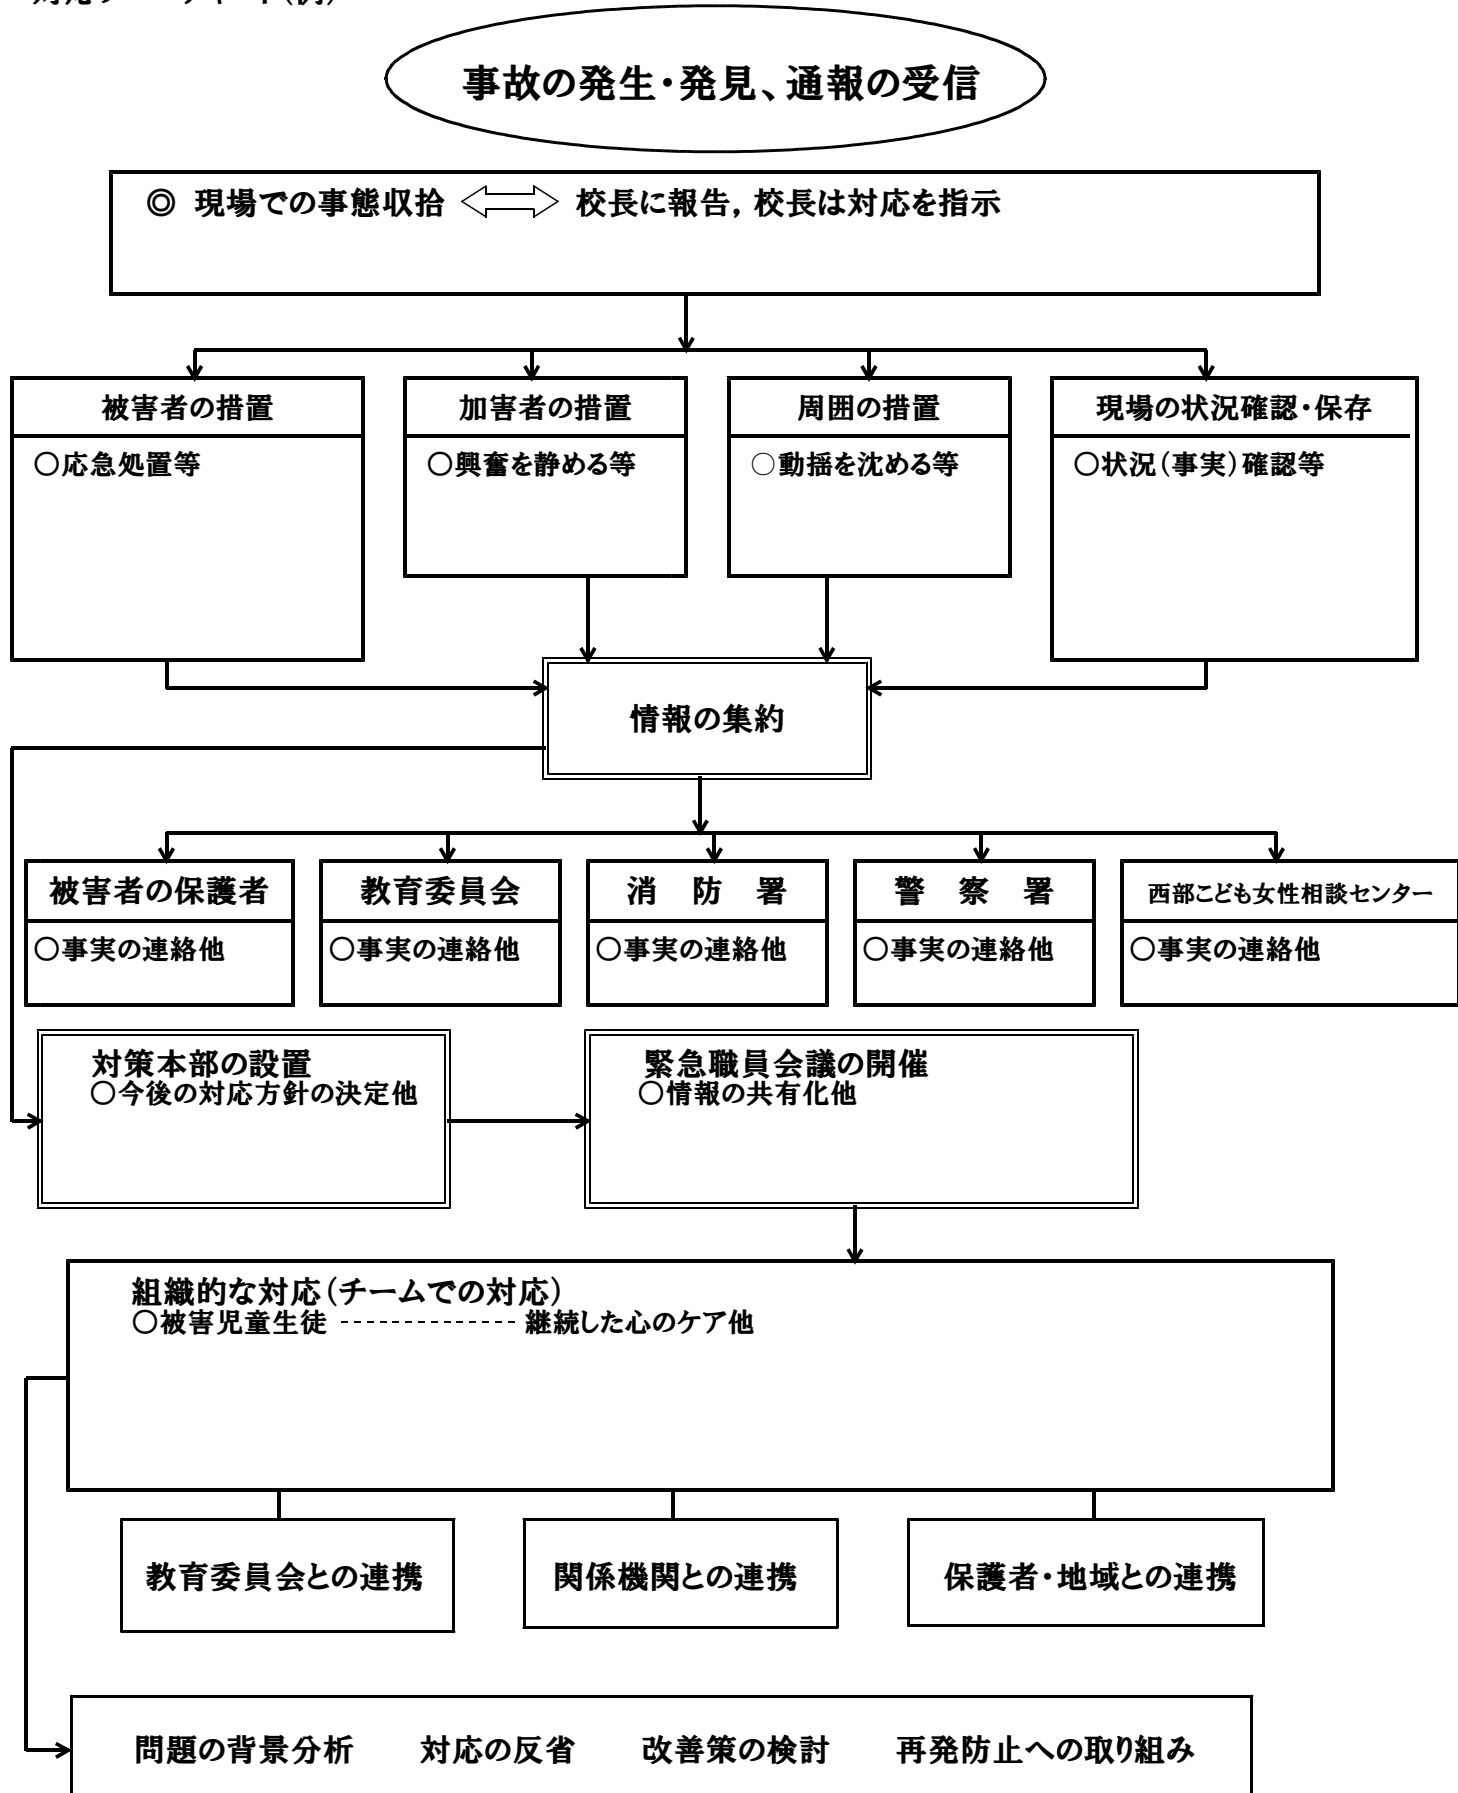 事故の発生・発見、通報の受信
◎ 現場での事態収拾 校長に報告，校長は対応を指示
被害者の措置
○応急処置等
加害者の措置
○興奮を静める等
周囲の措置
○動揺を沈める等
現場の状況確認・保存
○状況（事実）確認等
情報の集約
被害者の保護者
○事実の連絡他
教育委員会
○事実の連絡他
消 防 署
○事実の連絡他
警 察 署
○事実の連絡他
西部こども女性相談センター
○事実の連絡他
対策本部の設置
○今後の対応方針の決定他
緊急職員会議の開催
○情報の共有化他
組織的な対応（チームでの対応）
○被害児童生徒 ------------- 継続した心のケア他
教育委員会との連携
関係機関との連携
保護者・地域との連携
問題の背景分析 対応の反省 改善策の検討 再発防止への取り組み